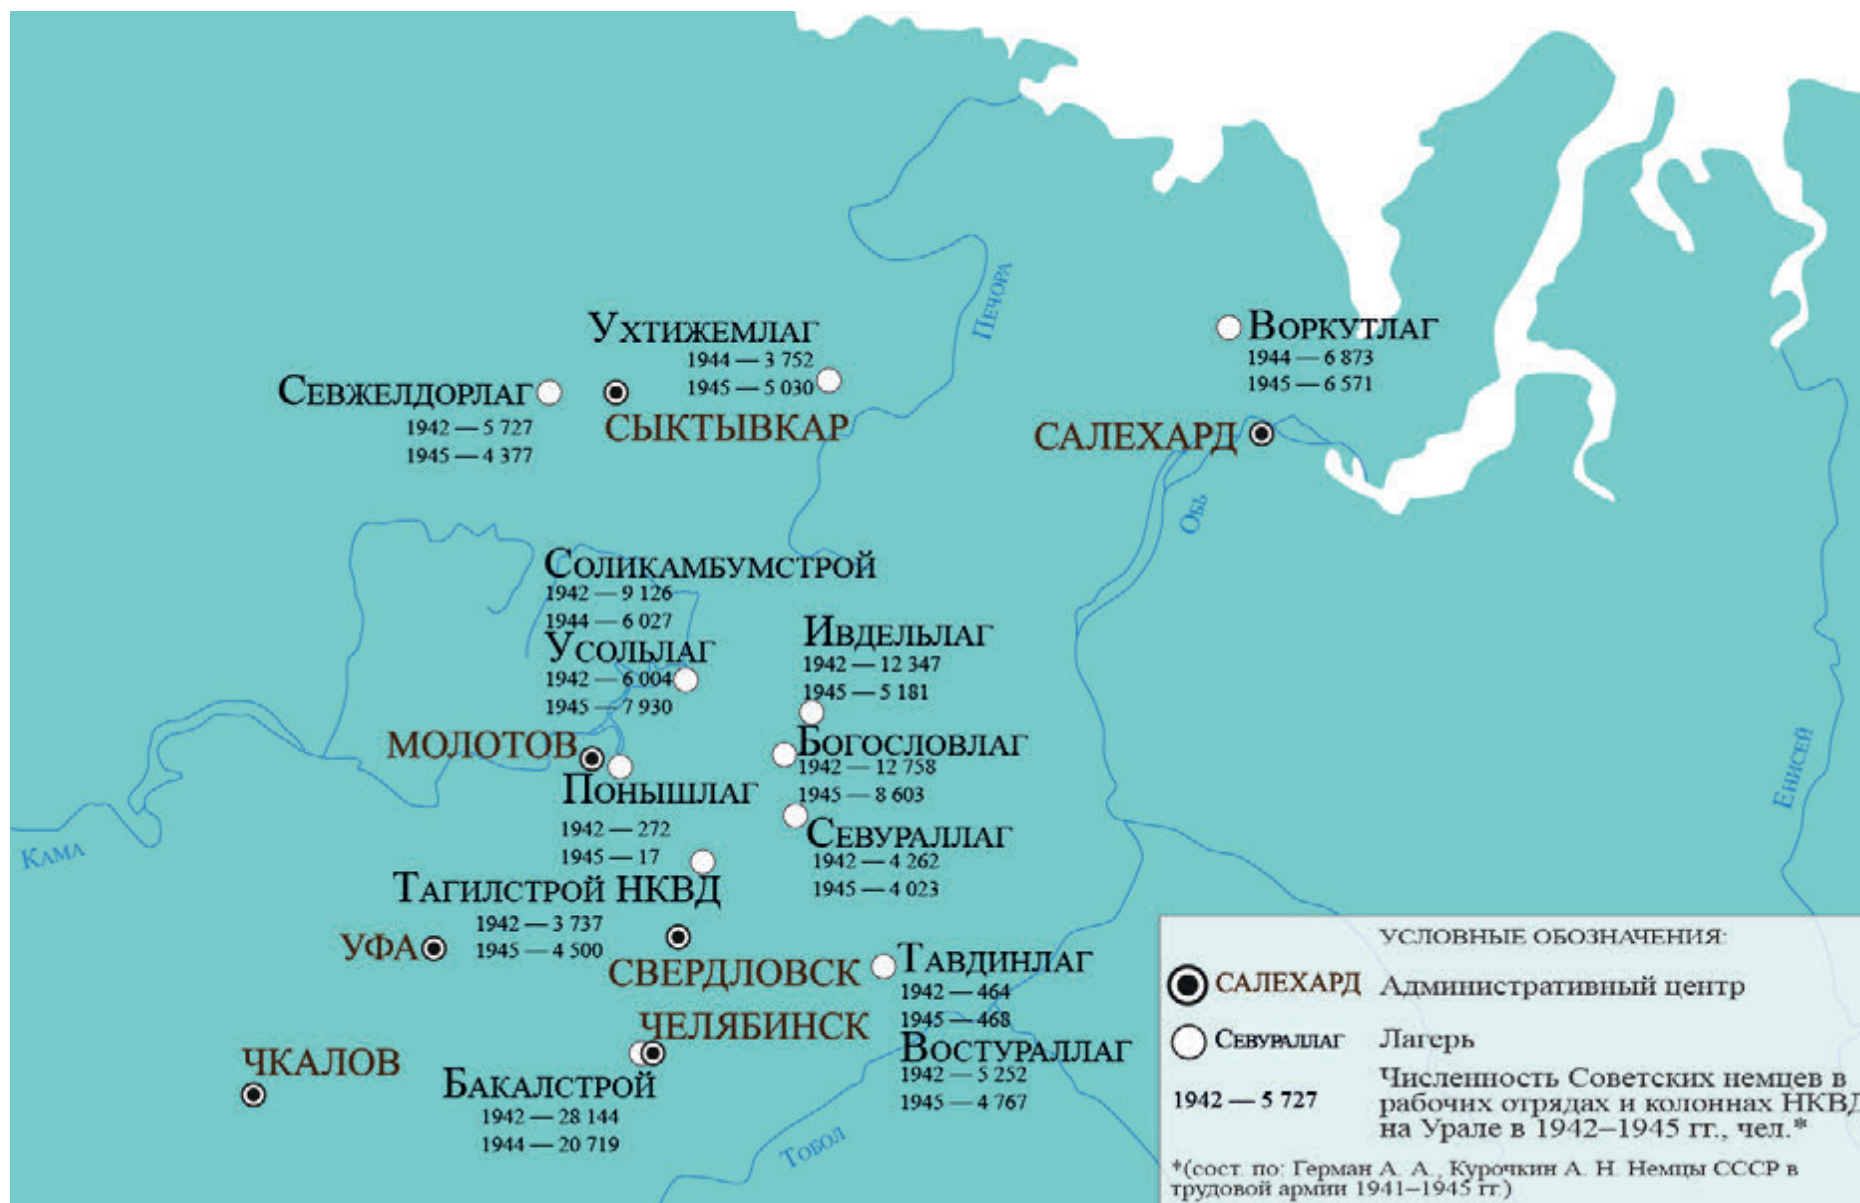 Печора
Ухтижемлаг
1944 — 3 752
1945 — 5 030
Воркутлаг
1944 — 6 873
1945 — 6 571
Севжелдорлаг
1942 — 5 727
1945 — 4 377
СЫКТЫВКАР
САЛЕХАРД
Обь
Соликамбумстрой
1942 — 9 126
1944 — 6 027
Усольлаг
1942 — 6 004
1945 — 7 930
Ивдельлаг
1942 — 12 347
1945 — 5 181
МОЛОТОВ
Богословлаг
1942 — 12 758
1945 — 8 603
Енисей
Понышлаг
1942 — 272
1945 — 17
Севураллаг
1942 — 4 262
1945 — 4 023
Кама
Тагилстрой НКВД
1942 — 3 737
1945 — 4 500
УФА
СВЕРДЛОВСК
Тавдинлаг
1942 — 464
1945 — 468
ЧЕЛЯБИНСК
Востураллаг
1942 — 5 252
1945 — 4 767
ЧКАЛОВ
Бакалстрой
1942 — 28 144
1944 — 20 719
Тобол
УСЛОВНЫЕ ОБОЗНАЧЕНИЯ:
САЛЕХАРД Административный центр
Севураллаг Лагерь
1942 — 5 727 Численность Советских немцев в
рабочих отрядах и колоннах НКВД
на Урале в 1942–1945 гг., чел.*
*(сост. по: Герман А. А., Курочкин А. Н. Немцы СССР в
трудовой армии 1941–1945 гг.)